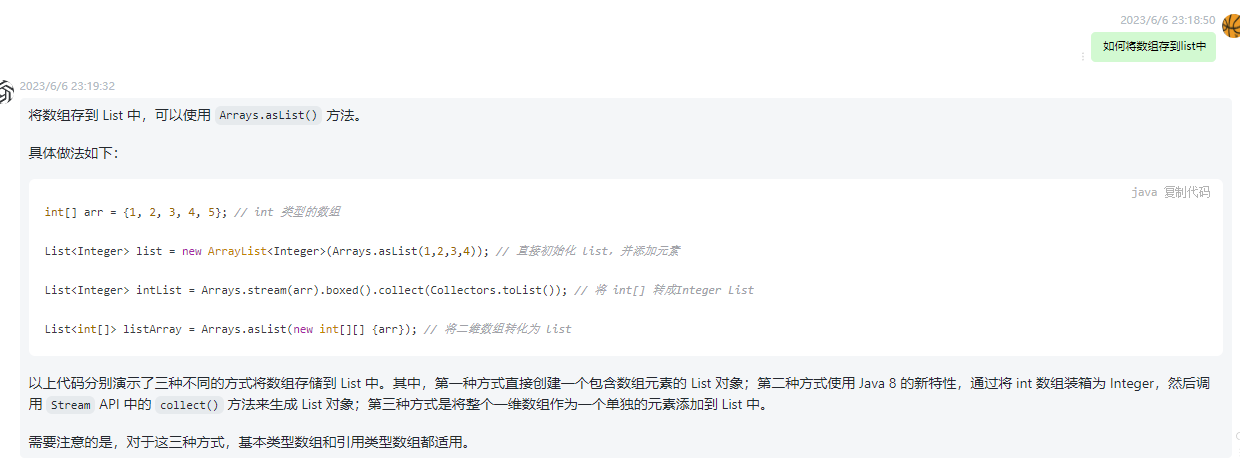 2023/6/6 23:18:50
如何将数组存到list中
2023/6/6 23:19:32
将数组存到 List 中，可以使用 Arrays.asList() 方法。
具体做法如下：
java 复制代码
int[] arr = {1, 2, 3, 4, 5}; // int 类型的数组
List<Integer> list = new ArrayList<Integer>(Arrays.asList(1,2,3,4)); // 直接初始化 list，并添加元素
List<Integer> intList = Arrays.stream(arr).boxed().collect(Collectors.toList()); // 将 int[] 转成Integer List
List<int[]> listArray = Arrays.asList(new int[][] {arr}); // 将二维数组转化为 list
以上代码分别演示了三种不同的方式将数组存储到 List 中。其中，第一种方式直接创建一个包含数组元素的 List 对象；第二种方式使用 Java 8 的新特性，通过将 int 数组装箱为 Integer，然后调
用 Stream API 中的 collect() 方法来生成 List 对象；第三种方式是将整个一维数组作为一个单独的元素添加到 List 中。
需要注意的是，对于这三种方式，基本类型数组和引用类型数组都适用。